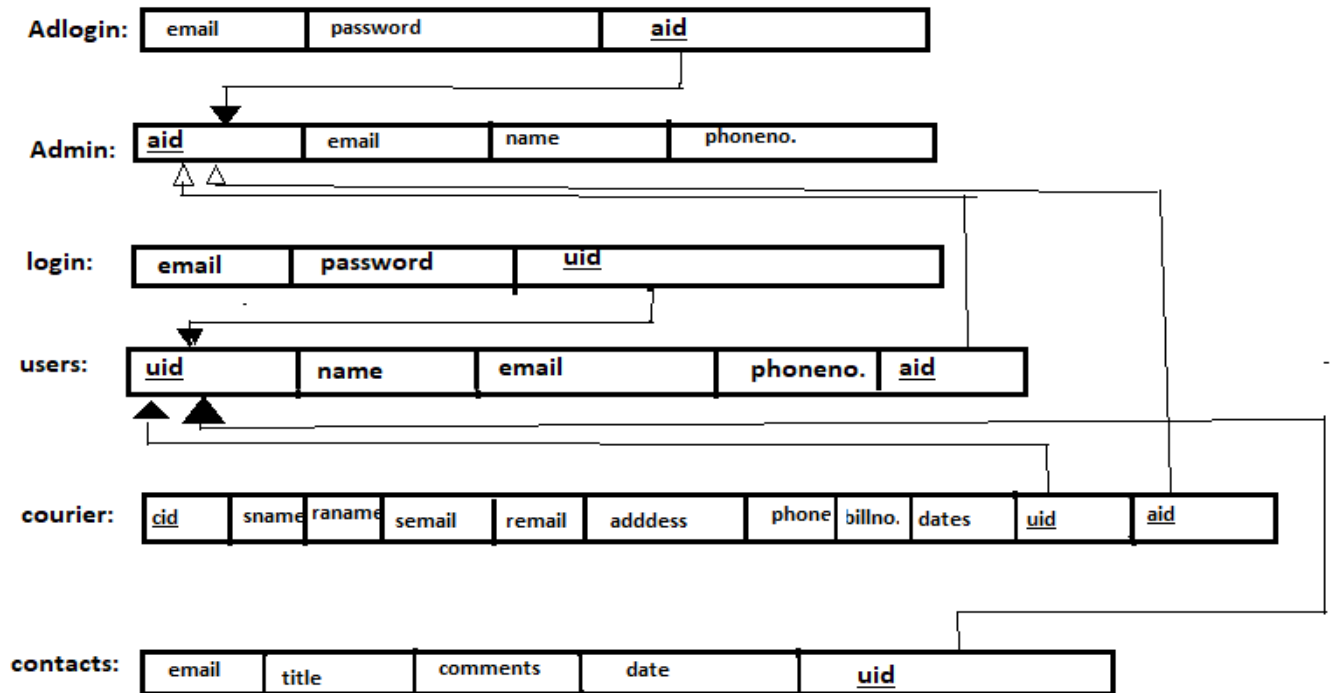 Adlogin: email password aid
Admin: aid email name phoneno.
login: email password uid
users: uid name email phoneno. aid
courier: cid sname raname semail remail adddess phone billno. dates uid aid
contacts: email title comments date uid